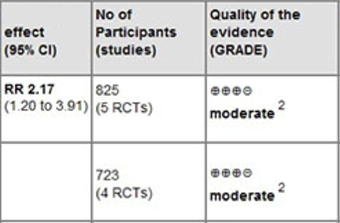 effect
(95% CI)
No of
Participants
(studies)
Quality of the
evidence
(GRADE)
RR 2.17
(1.20 to 3.91)
825
(5 RCTs)
⊕⊕⊕⊝
moderate 2
723
(4 RCTs)
⊕⊕⊕⊝
moderate 2